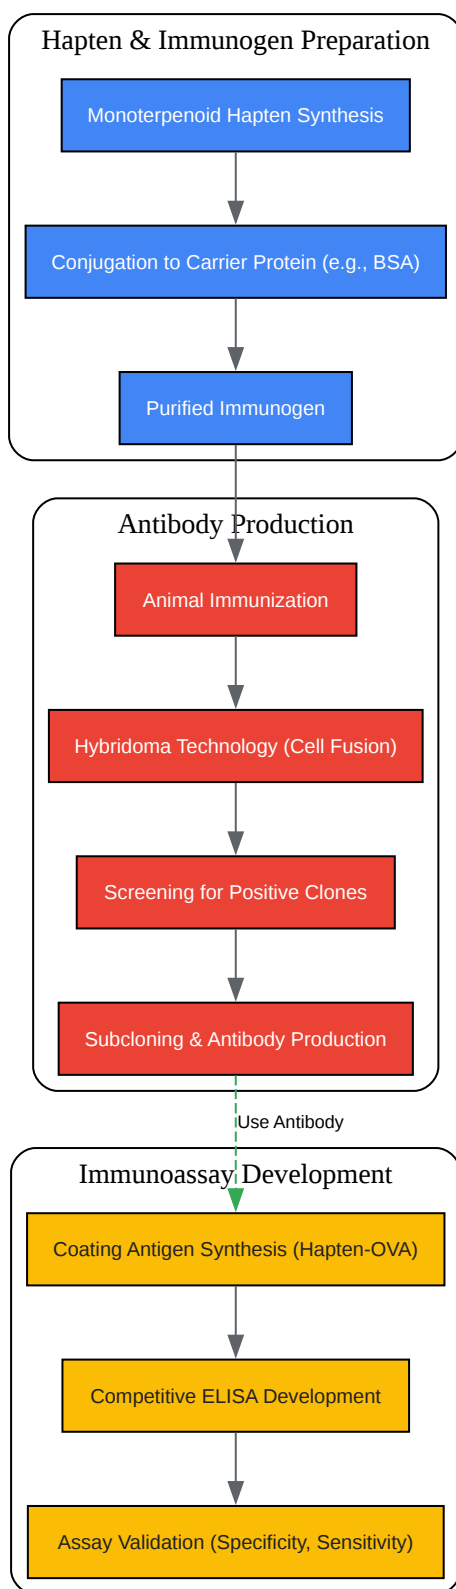 Hapten & Immunogen Preparation
Monoterpenoid Hapten Synthesis
Conjugation to Carrier Protein (e.g., BSA)
Purified Immunogen
Antibody Production
Animal Immunization
Hybridoma Technology (Cell Fusion)
Screening for Positive Clones
Subcloning & Antibody Production
Use Antibody
Immunoassay Development
Coating Antigen Synthesis (Hapten-OVA)
Competitive ELISA Development
Assay Validation (Specificity, Sensitivity)